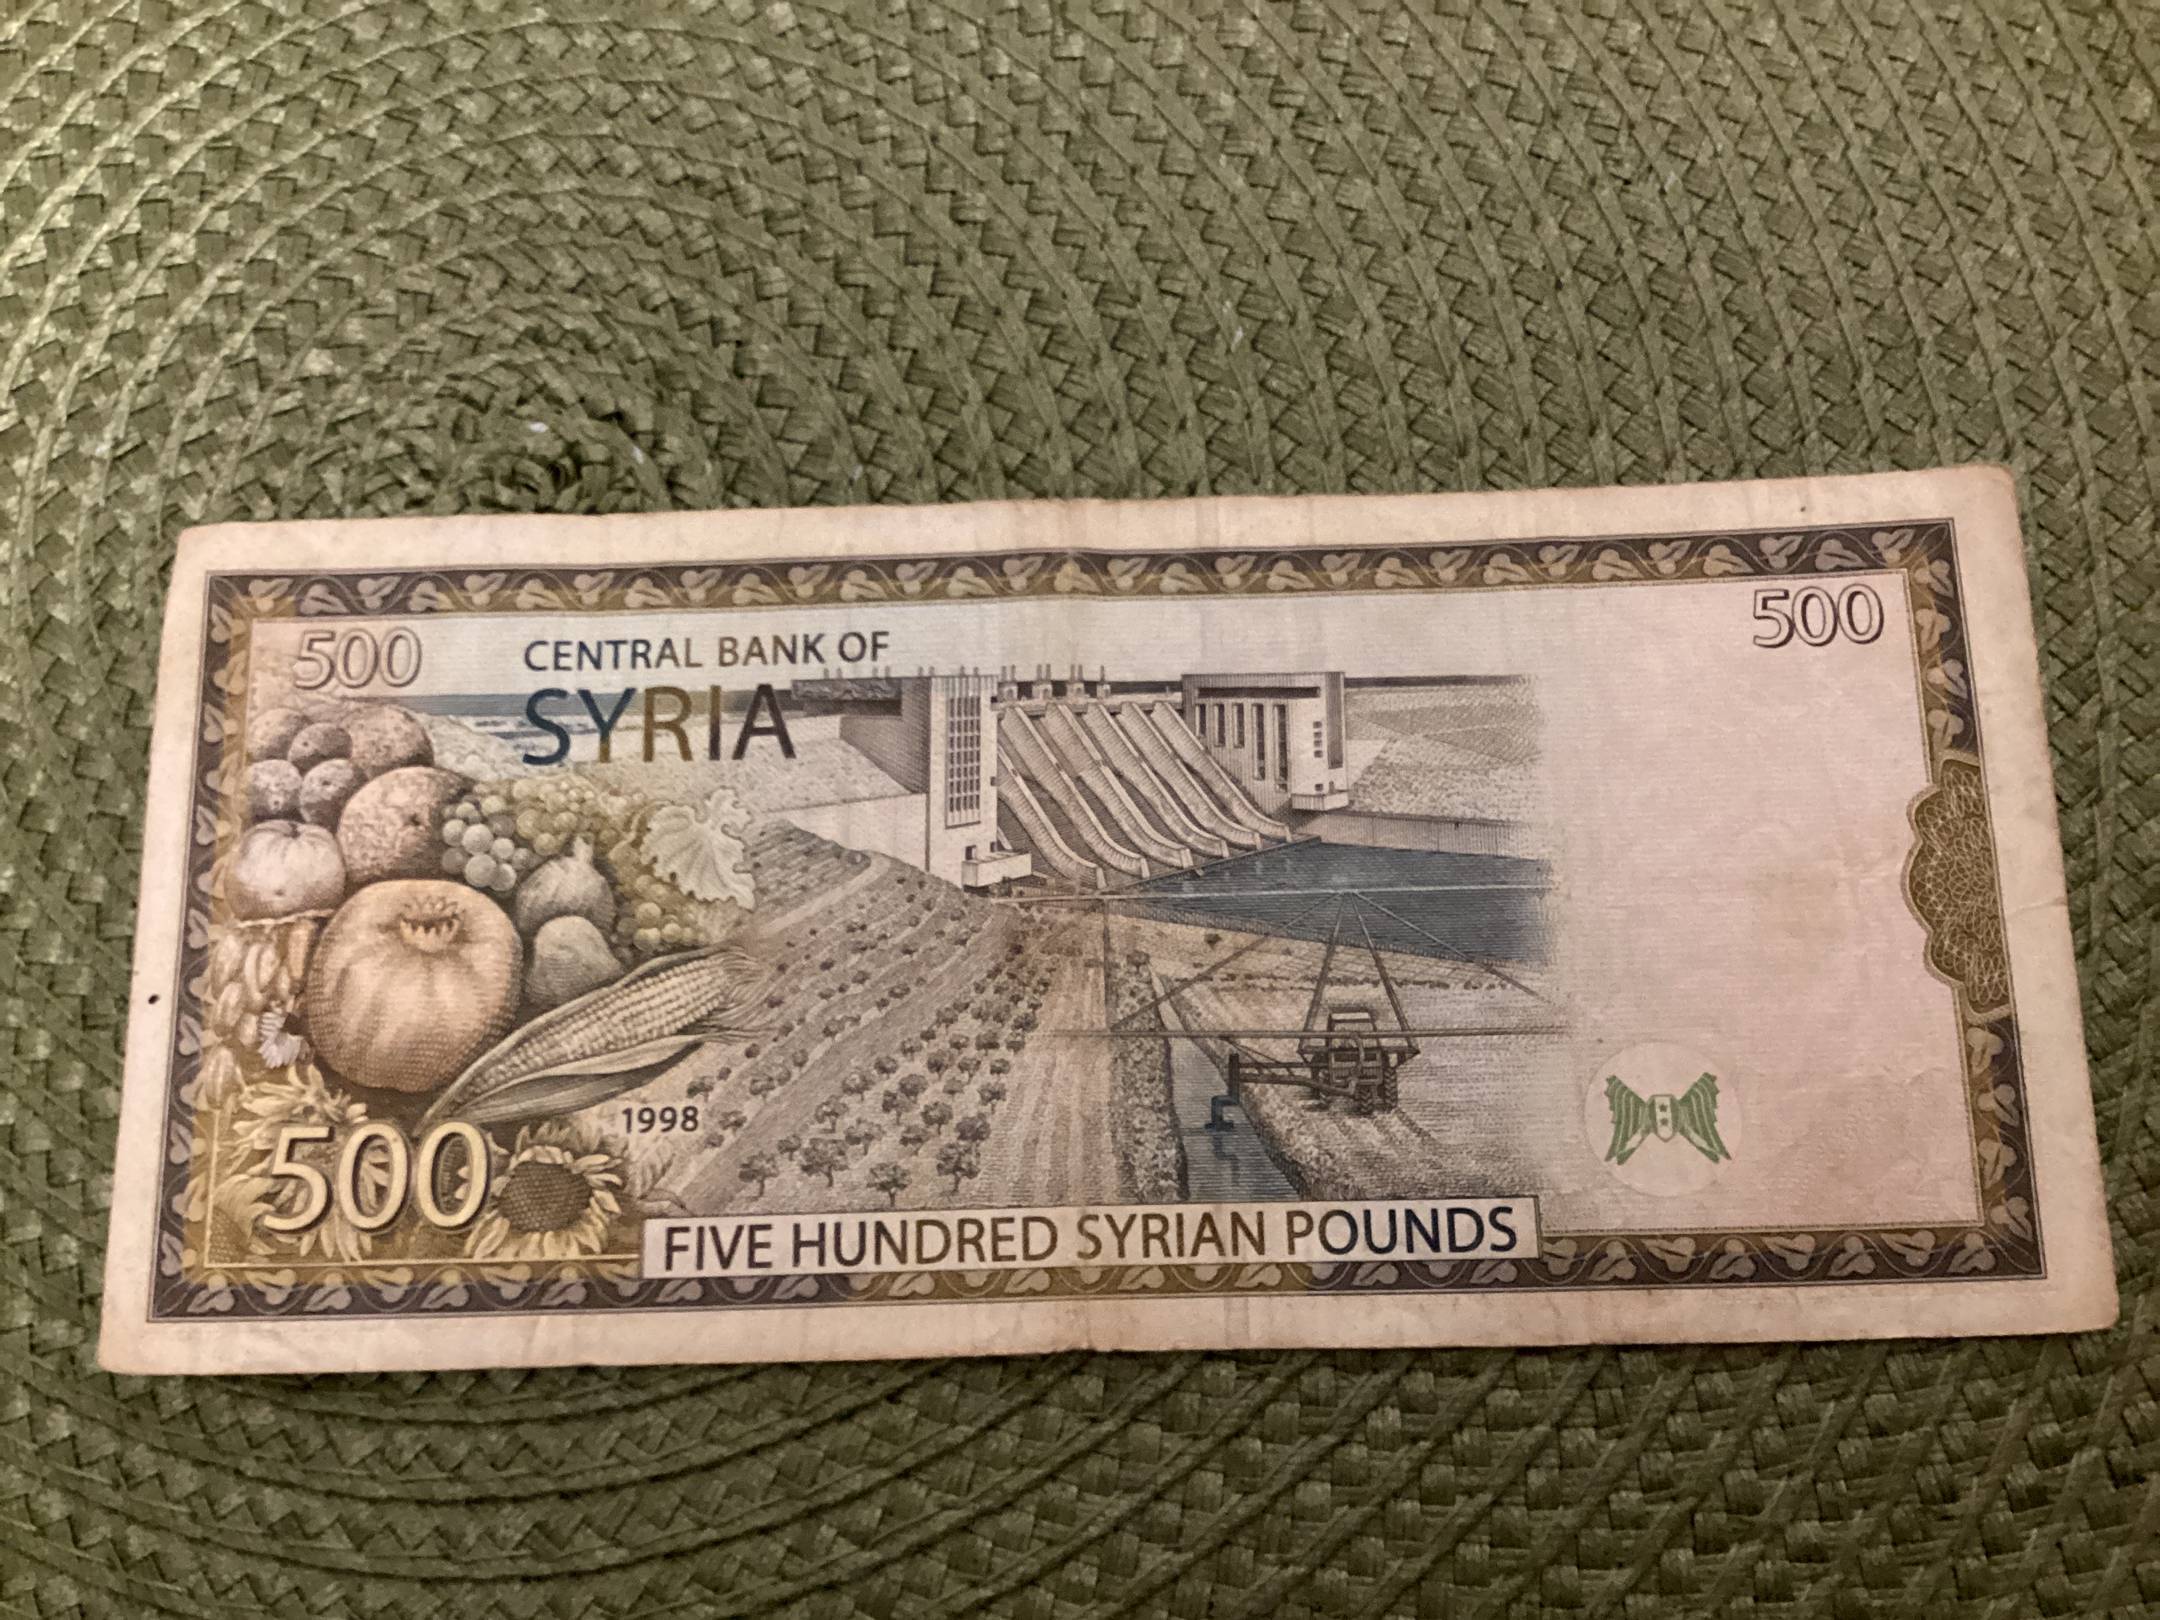 500
500
CENTRAL BANK OF
SYRIA
1998
500
FIVE HUNDRED SYRIAN POUNDS